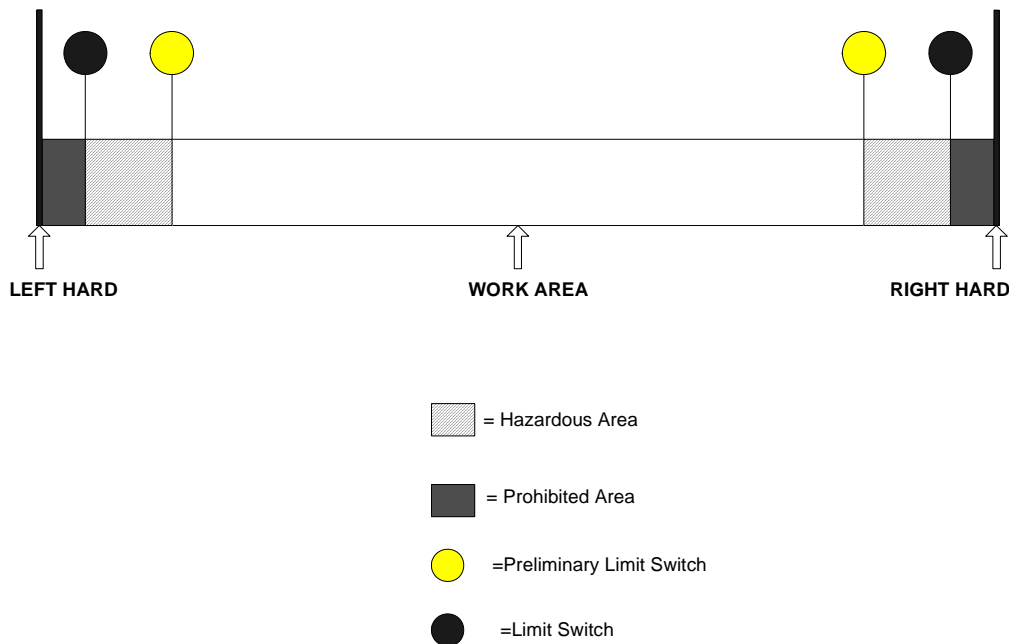 LEFT HARD
WORK AREA
RIGHT HARD
= Hazardous Area
= Prohibited Area
=Preliminary Limit Switch
=Limit Switch